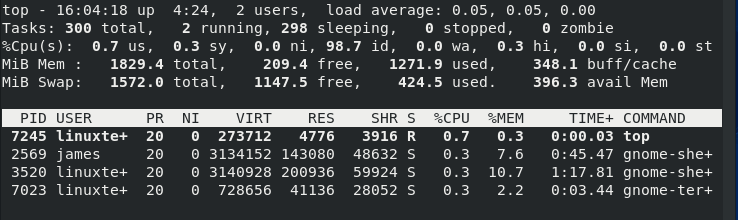 top - 16:04:18 up  4:24,  2 users,  load average: 0.05, 0.05, 0.00
Tasks: 300 total,   2 running, 298 sleeping,   0 stopped,   0 zombie
%Cpu(s):  0.7 us,  0.3 sy,  0.0 ni, 98.7 id,  0.0 wa,  0.3 hi,  0.0 si,  0.0 st
MiB Mem :   1829.4 total,    209.4 free,   1271.9 used,    348.1 buff/cache
MiB Swap:   1572.0 total,   1147.5 free,    424.5 used.    396.3 avail Mem
PID USER      PR  NI    VIRT    RES    SHR S  %CPU  %MEM     TIME+ COMMAND
7245 linuxte+  20   0  273712   4776   3916 R   0.7   0.3   0:00.03 top
2569 james     20   0 3134152 143080  48632 S   0.3   7.6   0:45.47 gnome-she+
3520 linuxte+  20   0 3140928 200936  59924 S   0.3  10.7   1:17.81 gnome-she+
7023 linuxte+  20   0  728656  41136  28052 S   0.3   2.2   0:03.44 gnome-ter+